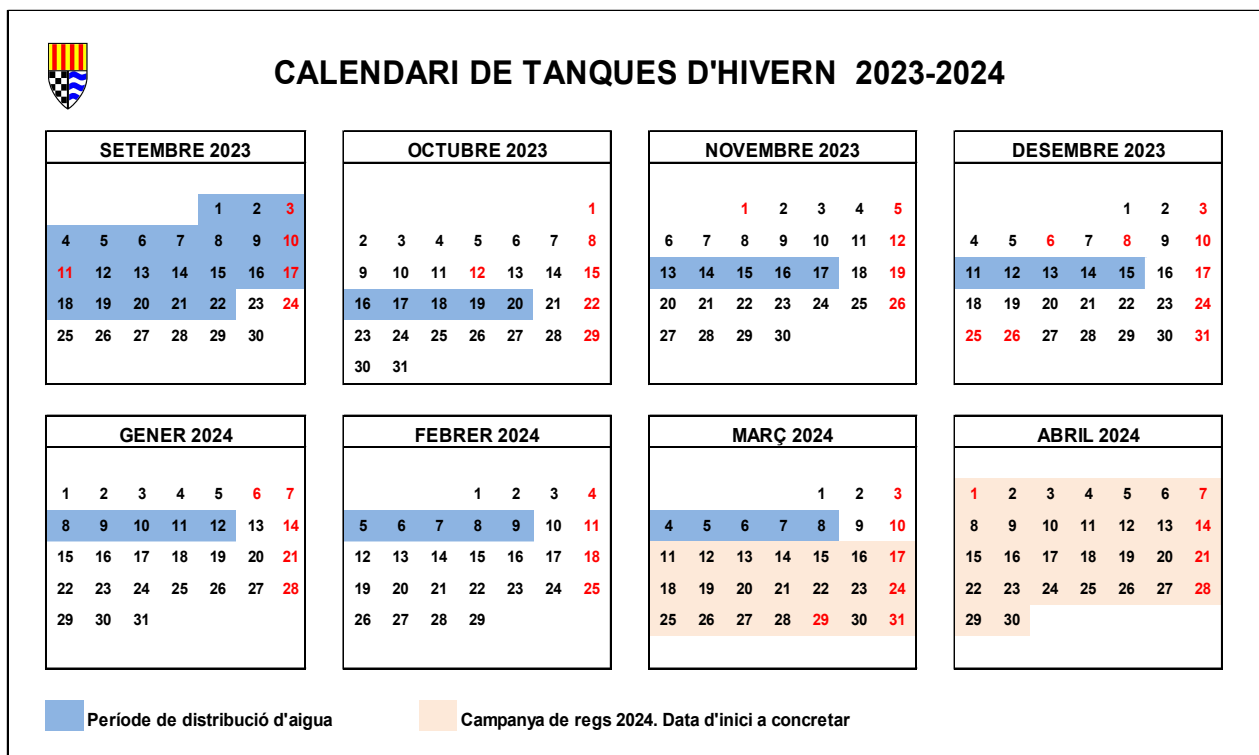 CALENDARI DE TANQUES D'HIVERN 2023-2024
SETEMBRE 2023
1 2 3
4 5 6 7 8 9 10
11 12 13 14 15 16 17
18 19 20 21 22 23 24
25 26 27 28 29 30
OCTUBRE 2023
1
2 3 4 5 6 7 8
9 10 11 12 13 14 15
16 17 18 19 20 21 22
23 24 25 26 27 28 29
30 31
NOVEMBRE 2023
1 2 3 4 5
6 7 8 9 10 11 12
13 14 15 16 17 18 19
20 21 22 23 24 25 26
27 28 29 30
DESEMBRE 2023
1 2 3
4 5 6 7 8 9 10
11 12 13 14 15 16 17
18 19 20 21 22 23 24
25 26 27 28 29 30 31
GENER 2024
1 2 3 4 5 6 7
8 9 10 11 12 13 14
15 16 17 18 19 20 21
22 23 24 25 26 27 28
29 30 31
FEBRER 2024
1 2 3 4
5 6 7 8 9 10 11
12 13 14 15 16 17 18
19 20 21 22 23 24 25
26 27 28 29
MARÇ 2024
1 2 3
4 5 6 7 8 9 10
11 12 13 14 15 16 17
18 19 20 21 22 23 24
25 26 27 28 29 30 31
ABRIL 2024
1 2 3 4 5 6 7
8 9 10 11 12 13 14
15 16 17 18 19 20 21
22 23 24 25 26 27 28
29 30
Període de distribució d'aigua
Campanya de regs 2024. Data d'inici a concretar